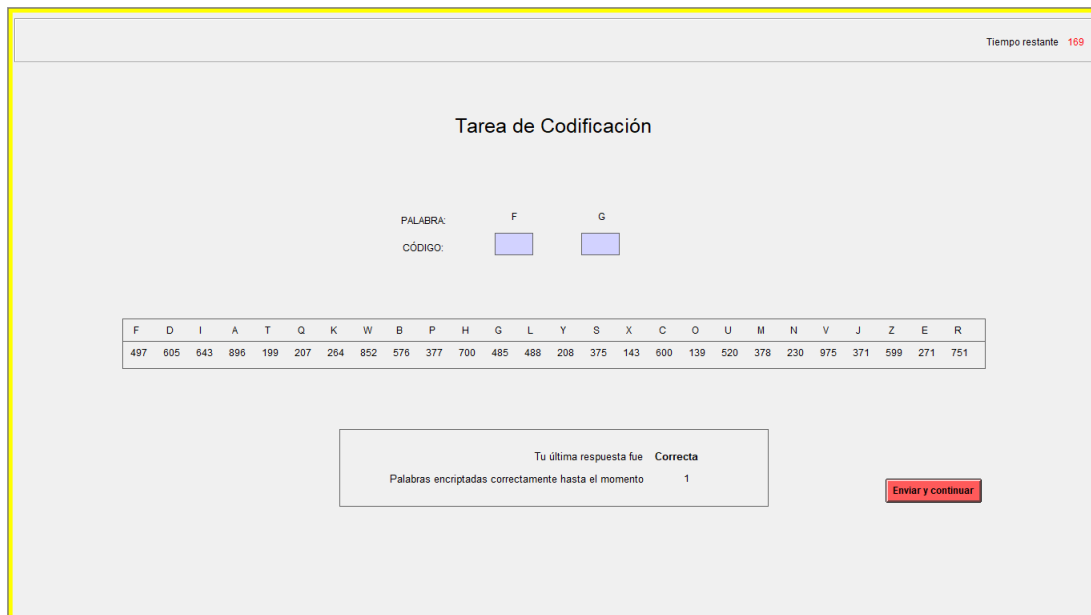 Tiempo restante 169
Tarea de Codificación
PALABRA: F G
CÓDIGO:
F D I A T Q K W B P H G L Y S X C O U M N V J Z E R
497 605 643 896 199 207 264 852 576 377 700 485 488 208 375 143 600 139 520 378 230 975 371 599 271 751
Tu última respuesta fue Correcta
Palabras encriptadas correctamente hasta el momento 1
Enviar y continuar